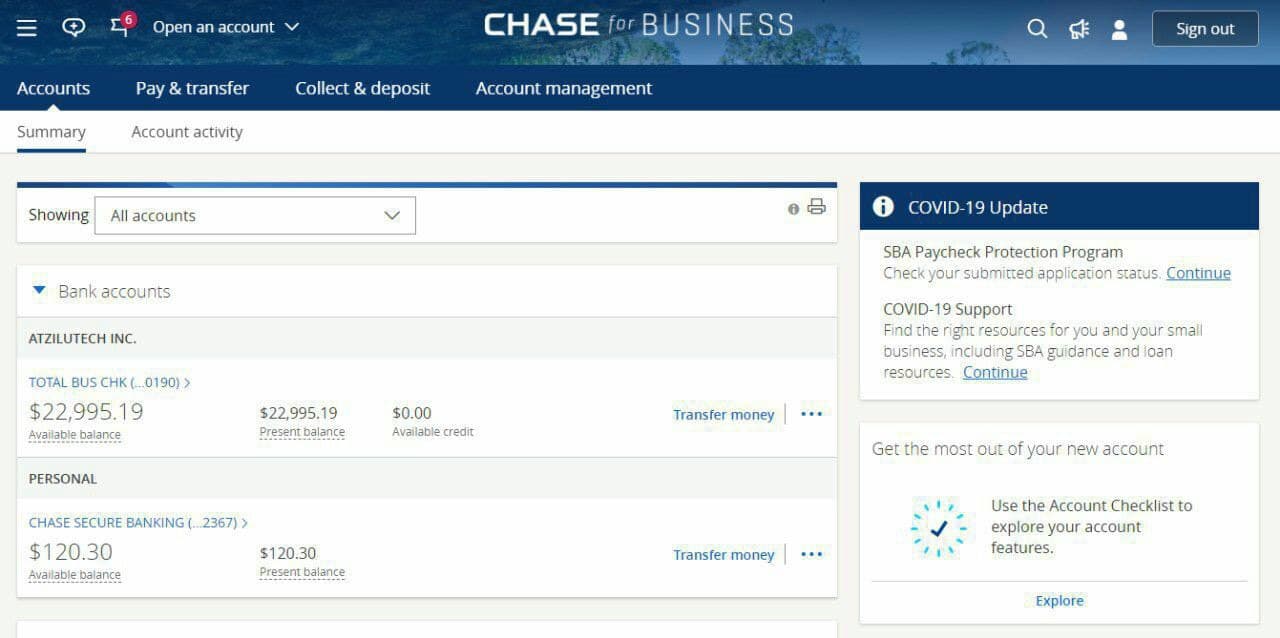 6
Open an account
CHASE for BUSINESS
Sign out
Accounts
Pay & transfer
Collect & deposit
Account management
Summary
Account activity
Showing
All accounts
Bank accounts
ATZILUTECH INC.
TOTAL BUS CHK (...0190)
$22,995.19
Available balance
$22,995.19
Present balance
$0.00
Available credit
Transfer money
PERSONAL
CHASE SECURE BANKING (...2367)
$120.30
Available balance
$120.30
Present balance
Transfer money
COVID-19 Update
SBA Paycheck Protection Program
Check your submitted application status. Continue
COVID-19 Support
Find the right resources for you and your small
business, including SBA guidance and loan
resources. Continue
Get the most out of your new account
Use the Account Checklist to
explore your account
features.
Explore